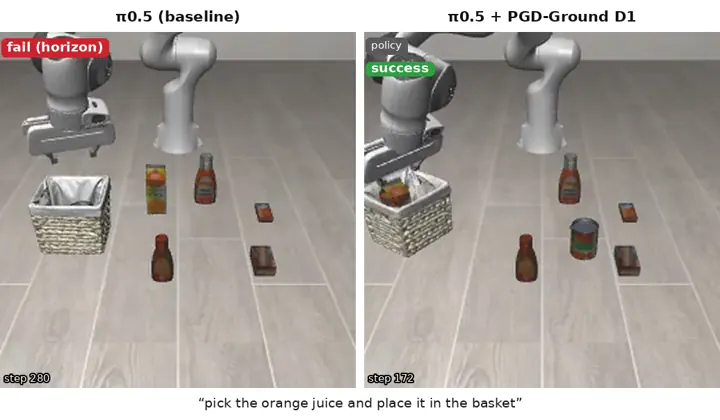 π0.5 (baseline)
π0.5 + PGD-Ground D1
fail (horizon)
policy
success
step 280
step 172
“pick the orange juice and place it in the basket”